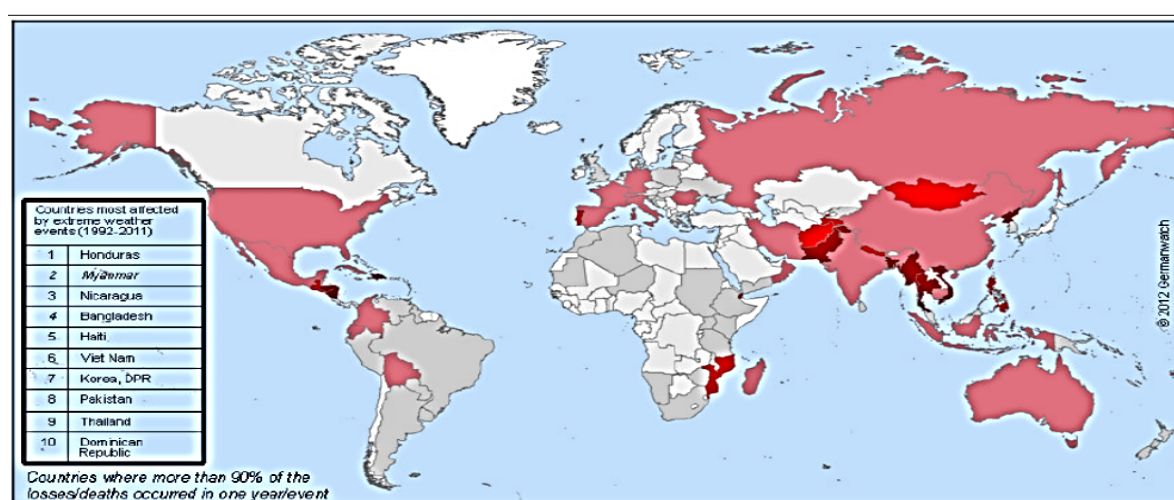 Countries most affected
by extreme weather
events (1992-2011)
1 Honduras
2 Myanmar
3 Nicaragua
4 Bangladesh
5 Haiti
6 Viet Nam
7 Korea, DPR
8 Pakistan
9 Thailand
10 Dominican
Republic
Countries where more than 90% of the
losses/deaths occurred in one year/event
© 2012 Germanwatch